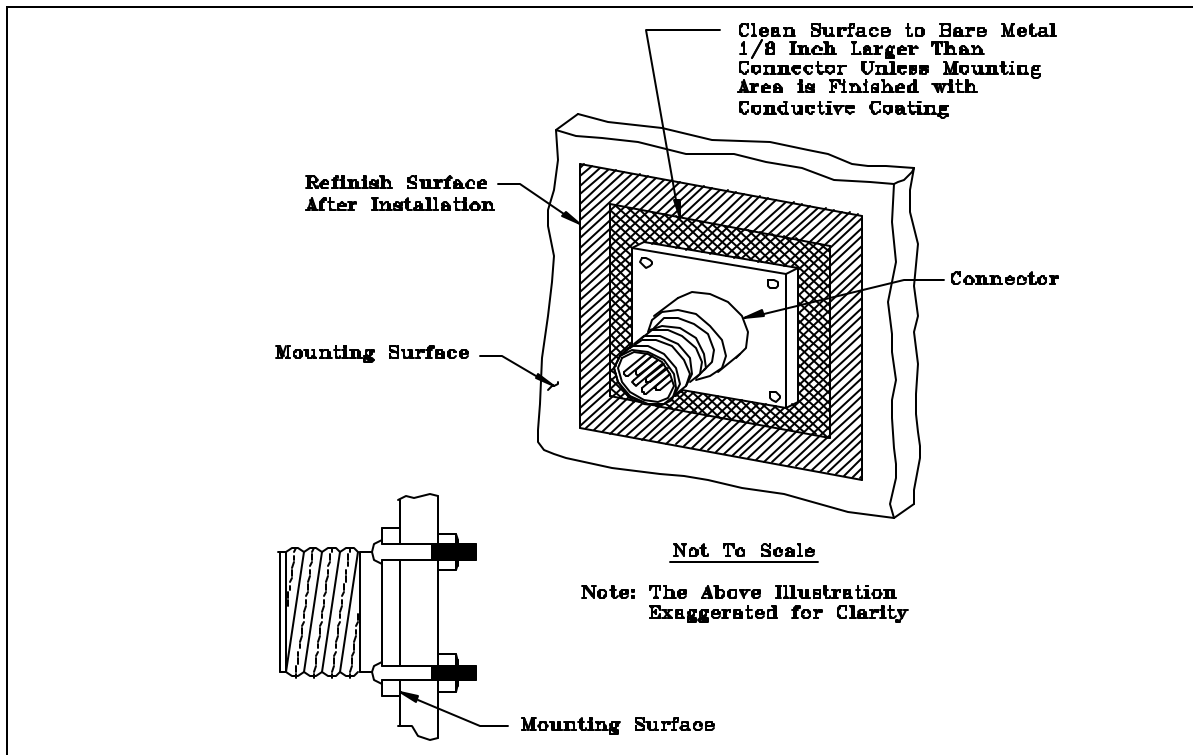 Clean Surface to Bare Metal
1/8 Inch Larger Than
Connector Unless Mounting
Area is Finished with
Conductive Coating
Refinish Surface
After Installation
Connector
Mounting Surface
Not To Scale
Note: The Above Illustration
Exaggerated for Clarity
Mounting Surface